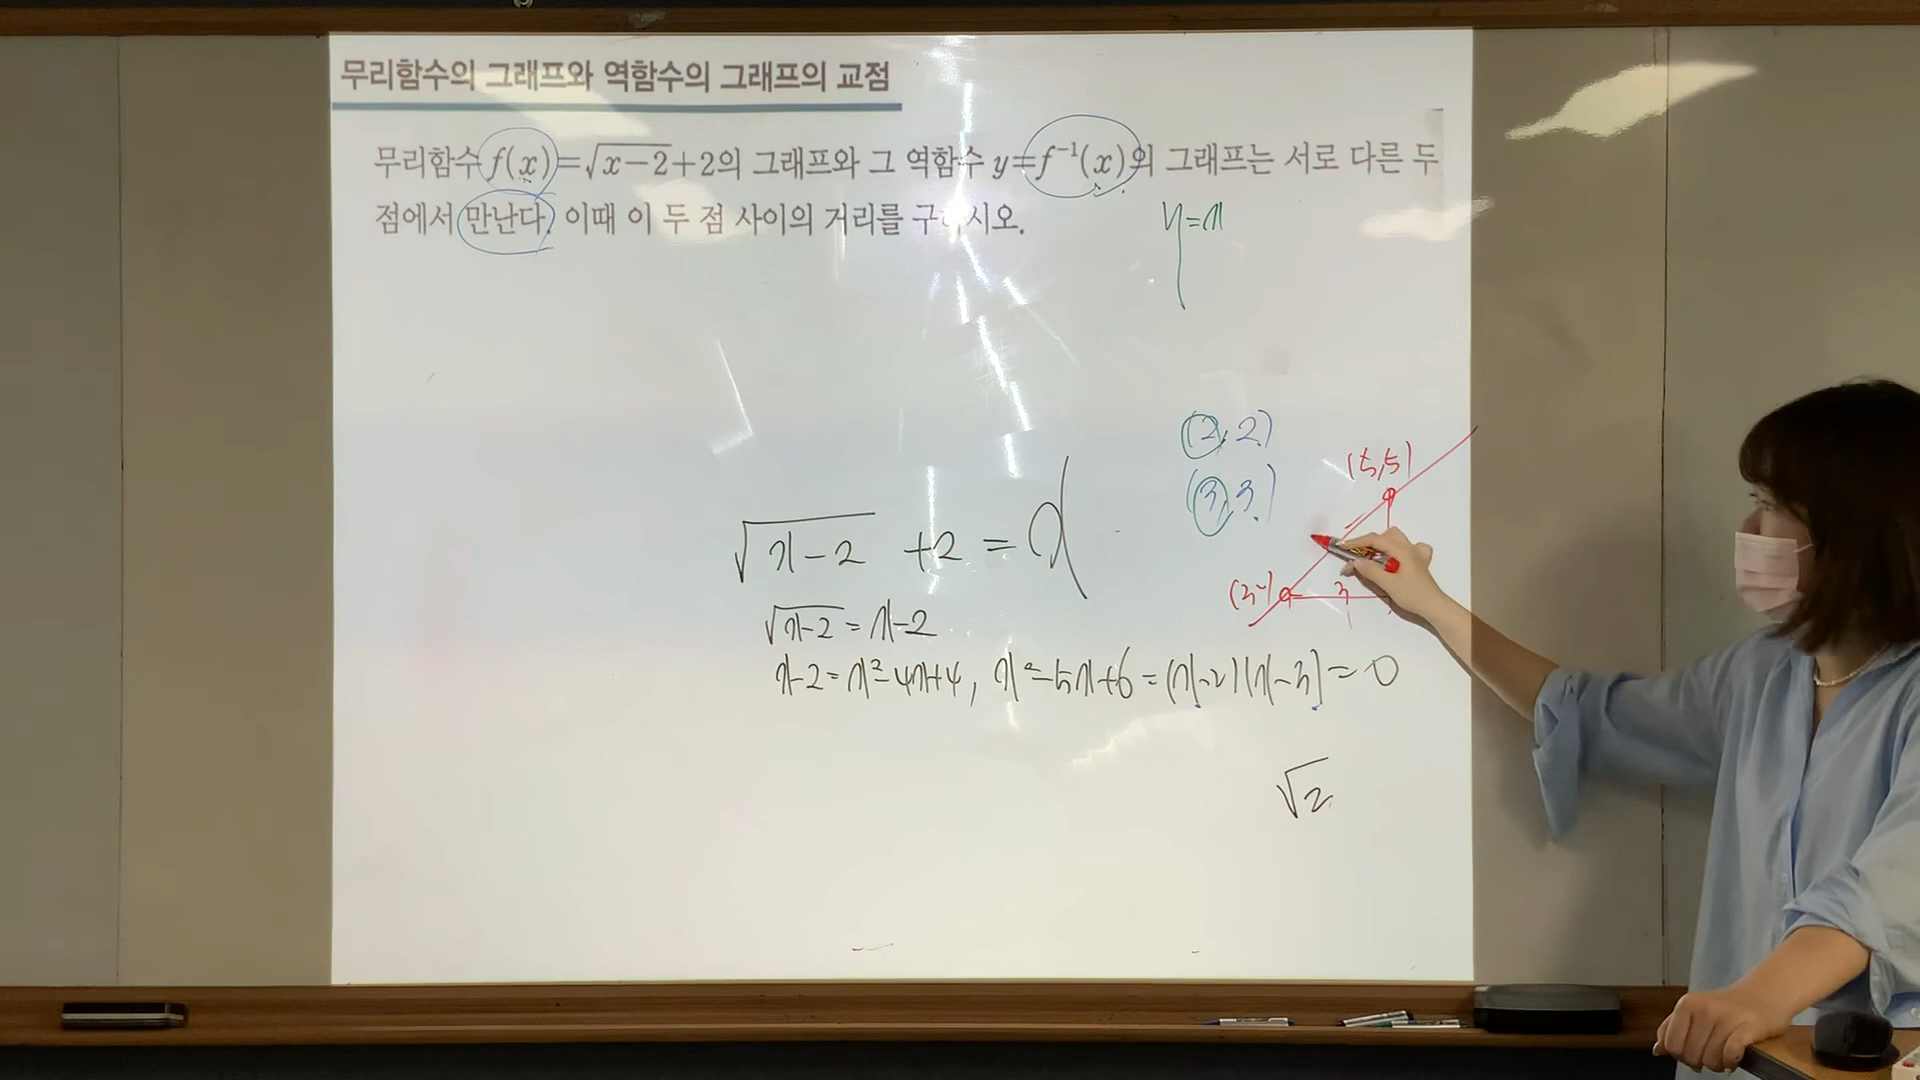 무리함수의 그래프와 역함수의 그래프의 교점
무리함수 f(x)=√(x-2)+2의 그래프와 그 역함수 y=f⁻¹(x)의 그래프는 서로 다른 두
점에서 만난다. 이때 이 두 점 사이의 거리를 구 시오.
y=x
(2, 2)
(3, 3)
(5,5)
3
√(x-2) +2 = x
√(x-2) = x-2
x-2=x²-4x+4, x²-5x+6=(x-2)(x-3)=0
√2